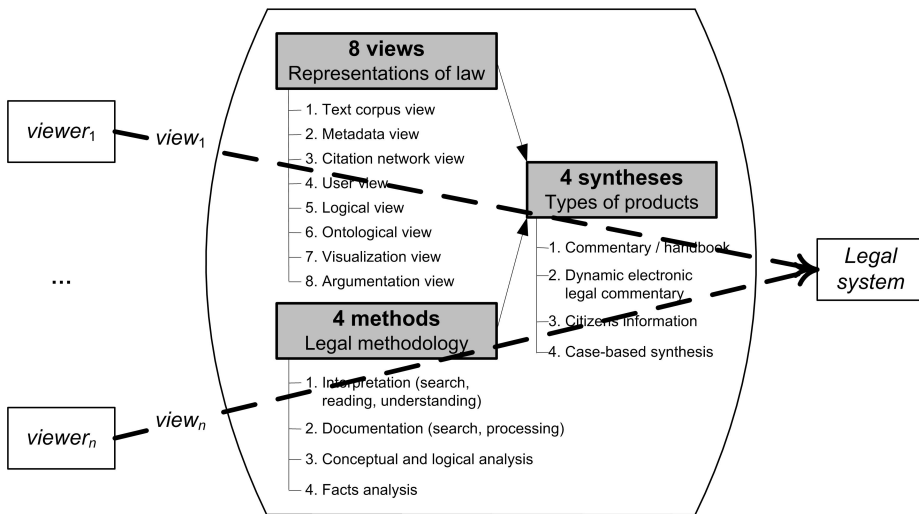 8 views
Representations of law
1. Text corpus view
2. Metadata view
3. Citation network view
4. User view
5. Logical view
6. Ontological view
7. Visualization view
8. Argumentation view
4 methods
Legal methodology
1. Interpretation (search,
reading, understanding)
2. Documentation (search, processing)
3. Conceptual and logical analysis
4. Facts analysis
4 syntheses
Types of products
1. Commentary / handbook
2. Dynamic electronic
legal commentary
3. Citizens information
4. Case-based synthesis
viewer1
view1
...
viewern
viewn
Legal
system